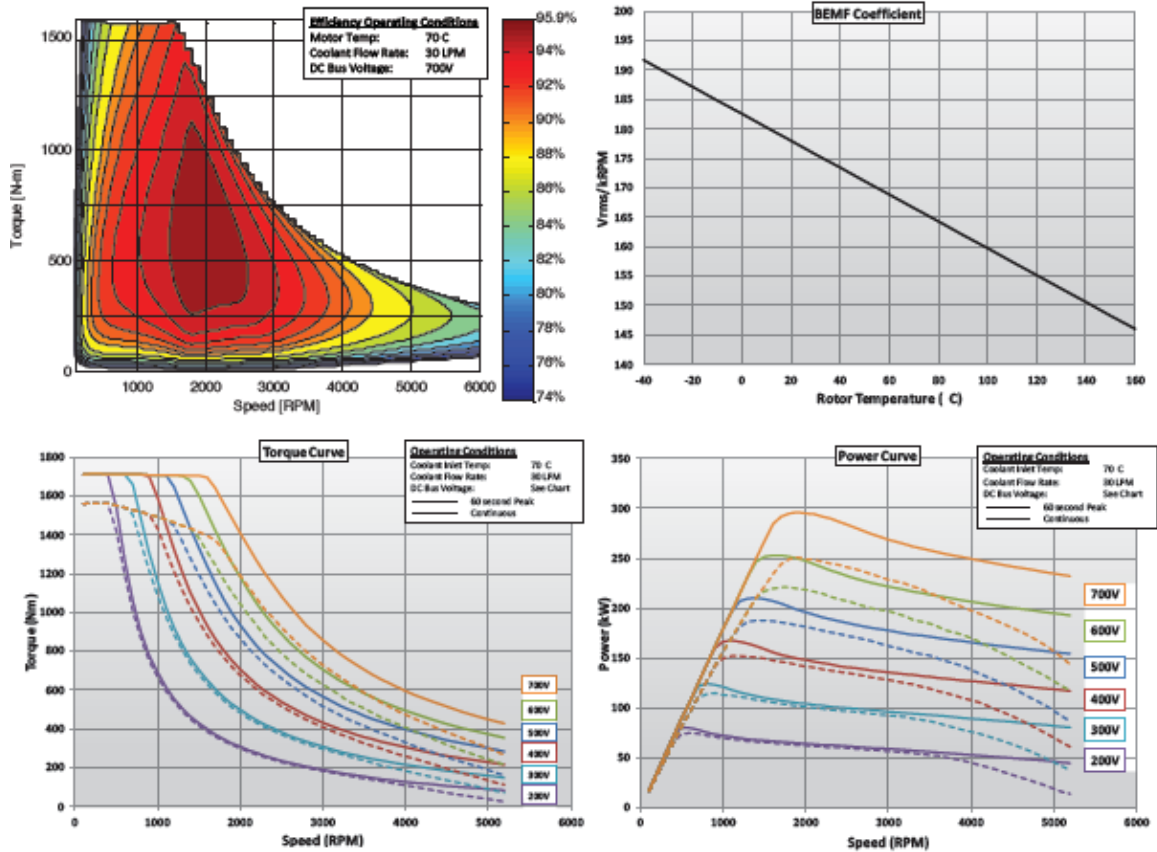 Efficiency Operating Conditions
Motor Temp: 70 C
Coolant Flow Rate: 30 LPM
DC Bus Voltage: 700V
1500
1000
500
0
Torque [N-m]
1000 2000 3000 4000 5000 6000
Speed [RPM]
95.9%
94%
92%
90%
88%
86%
84%
82%
80%
78%
76%
74%
BEMF Coefficient
200
195
190
185
180
175
170
165
160
155
150
145
140
Vrms/kRPM
-40 -20 0 20 40 60 80 100 120 140 160
Rotor Temperature ( C)
Torque Curve
Operating Conditions
Coolant Inlet Temp: 70 C
Coolant Flow Rate: 30 LPM
DC Bus Voltage: See Chart
60 second Peak
Continuous
1800
1600
1400
1200
1800
800
600
400
200
0
Torque (Nm)
700V
600V
500V
400V
300V
200V
0 1000 2000 3000 4000 5000 6000
Speed (RPM)
Power Curve
Operating Conditions
Coolant Inlet Temp: 70 C
Coolant Flow Rate: 30 LPM
DC Bus Voltage: See Chart
60 second Peak
Continuous
350
300
250
200
150
100
50
0
Power (kW)
700V
600V
500V
400V
300V
200V
0 1000 2000 3000 4000 5000 6000
Speed (RPM)